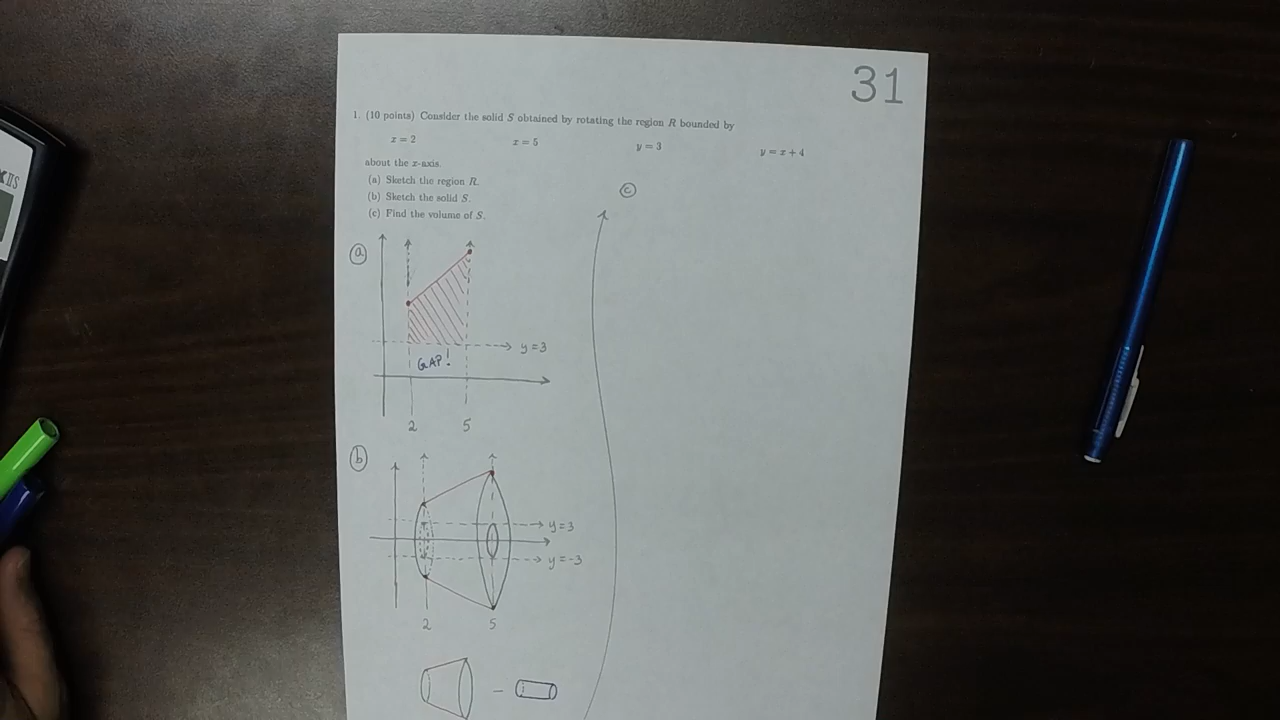 31
1. (10 points) Consider the solid S obtained by rotating the region R bounded by
x = 2 x = 5 y = 3 y = x + 4
about the x-axis.
(a) Sketch the region R.
(b) Sketch the solid S.
(c) Find the volume of S.
(c)
(a)
y=3
GAP!
2 5
(b)
y=3
y=-3
2 5
-
IIS